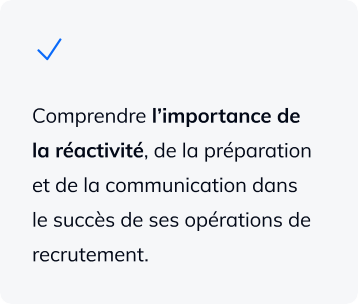 Comprendre l’importance de
la réactivité, de la préparation
et de la communication dans
le succès de ses opérations de
recrutement.